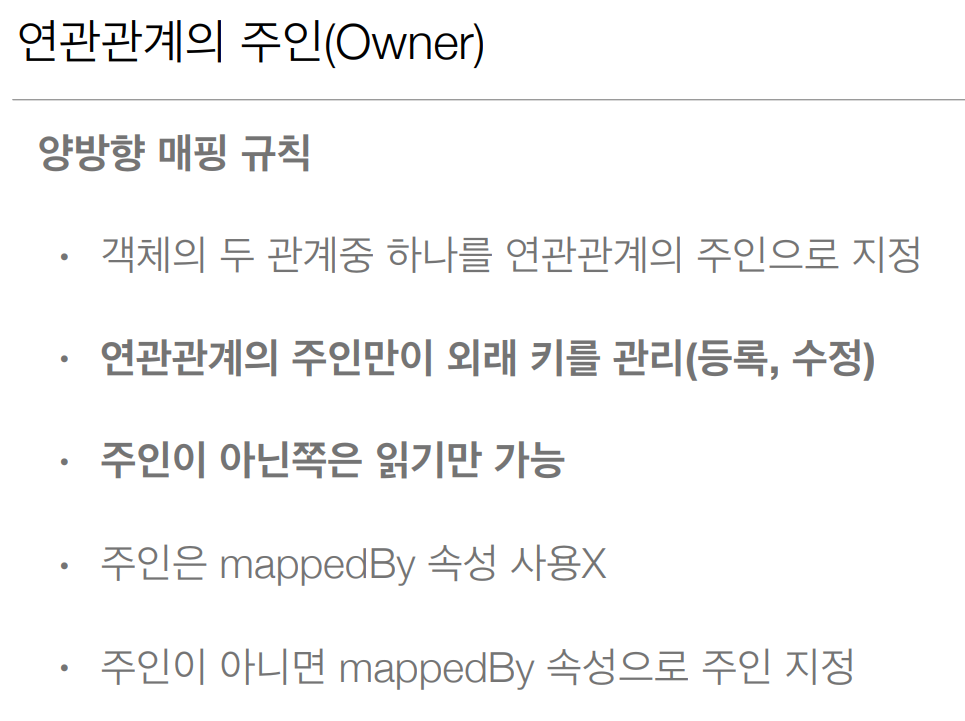 연관관계의 주인(Owner)
양방향 매핑 규칙
• 객체의 두 관계중 하나를 연관관계의 주인으로 지정
• 연관관계의 주인만이 외래 키를 관리(등록, 수정)
• 주인이 아닌쪽은 읽기만 가능
• 주인은 mappedBy 속성 사용X
• 주인이 아니면 mappedBy 속성으로 주인 지정